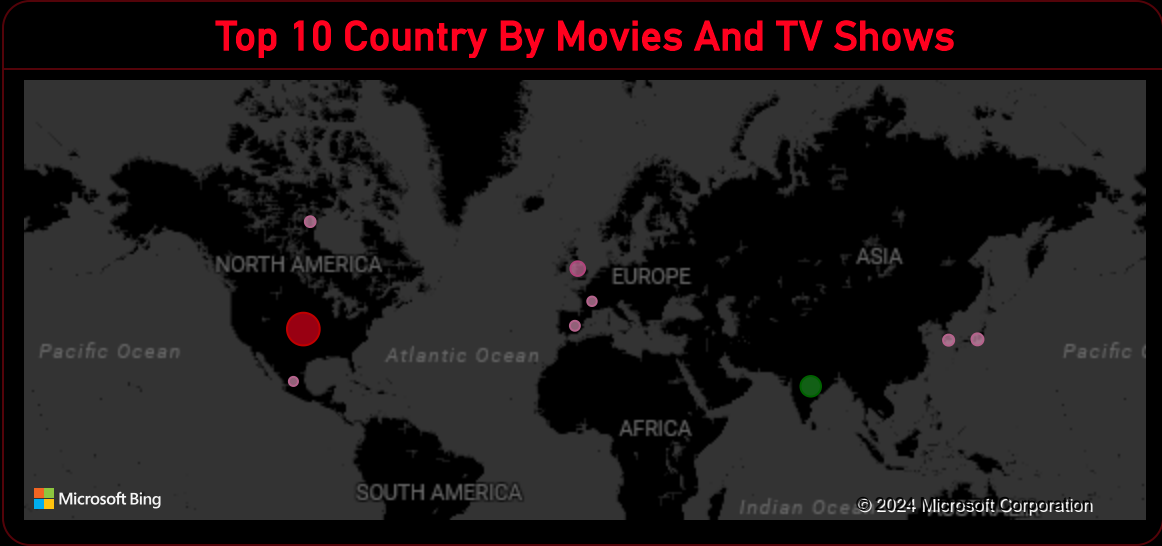 Top 10 Country By Movies And TV Shows
NORTH AMERICA
EUROPE
ASIA
Pacific Ocean
Atlantic Ocean
Pacific
AFRICA
SOUTH AMERICA
Microsoft Bing
Indian Ocean
© 2024 Microsoft Corporation